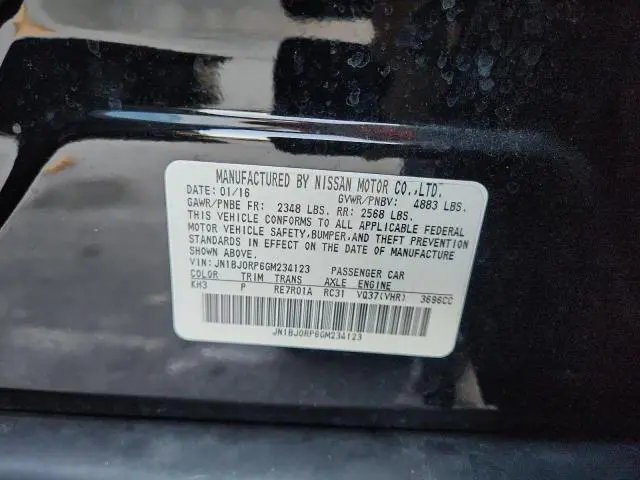 MANUFACTURED BY NISSAN MOTOR CO.,LTD.
DATE: 01/16 GVWR/PNBV: 4883 LBS.
GAWR/PNBE FR: 2348 LBS. RR: 2568 LBS.
THIS VEHICLE CONFORMS TO ALL APPLICABLE FEDERAL
MOTOR VEHICLE SAFETY,BUMPER,AND THEFT PREVENTION
STANDARDS IN EFFECT ON THE DATE OF MANUFACTURE
SHOWN ABOVE.
VIN: JN1BJ0RP6GM234123 PASSENGER CAR
COLOR TRIM TRANS AXLE ENGINE
KH3 P RE7R01A RC31 VQ37(VHR) 3696CC
JN1BJ0RP6GM234123